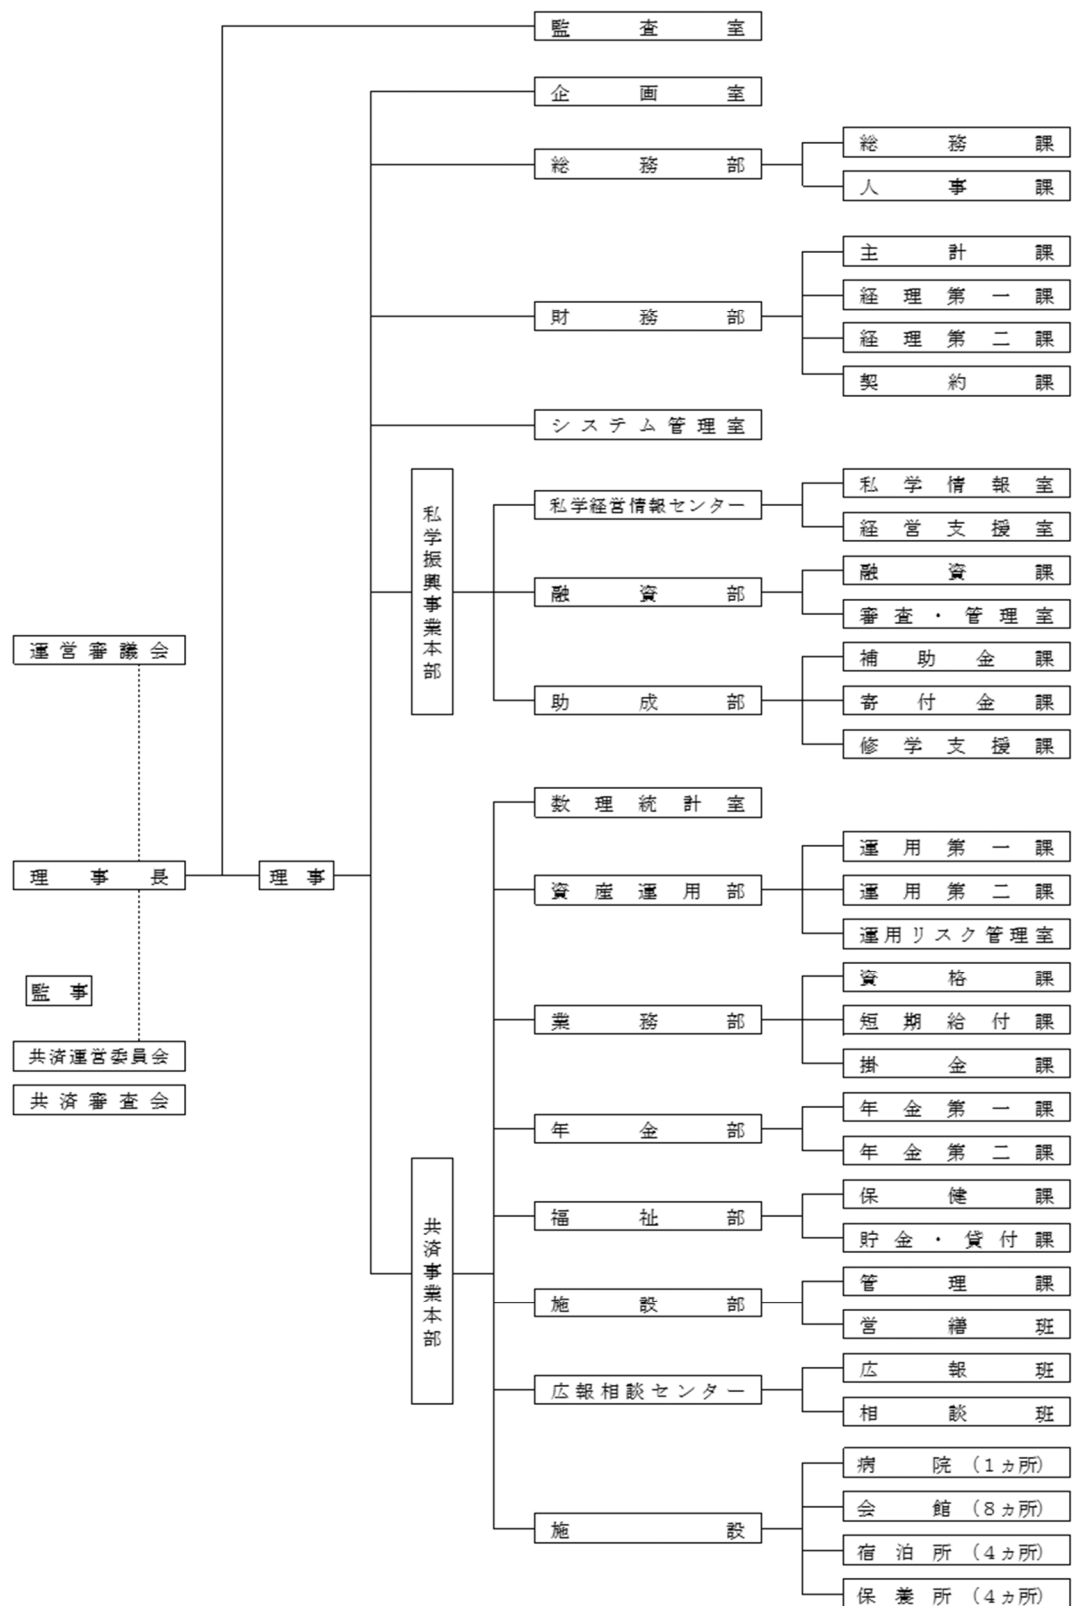 監査室
企画室
総務部
総務課
人事課
財務部
主計課
経理第一課
経理第二課
契約課
システム管理室
私学振興事業本部
私学経営情報センター
私学情報室
経営支援室
融資部
融資課
審査・管理室
助成部
補助金課
寄付金課
修学支援課
運営審議会
理事長
理事
監事
共済運営委員会
共済審査会
共済事業本部
数理統計室
資産運用部
運用第一課
運用第二課
運用リスク管理室
業務部
資格課
短期給付課
掛金課
年金部
年金第一課
年金第二課
福祉部
保健課
貯金・貸付課
施設部
管理課
営繕班
広報相談センター
広報班
相談班
施設
病院(1ヵ所)
会館(8ヵ所)
宿泊所(4ヵ所)
保養所(4ヵ所)